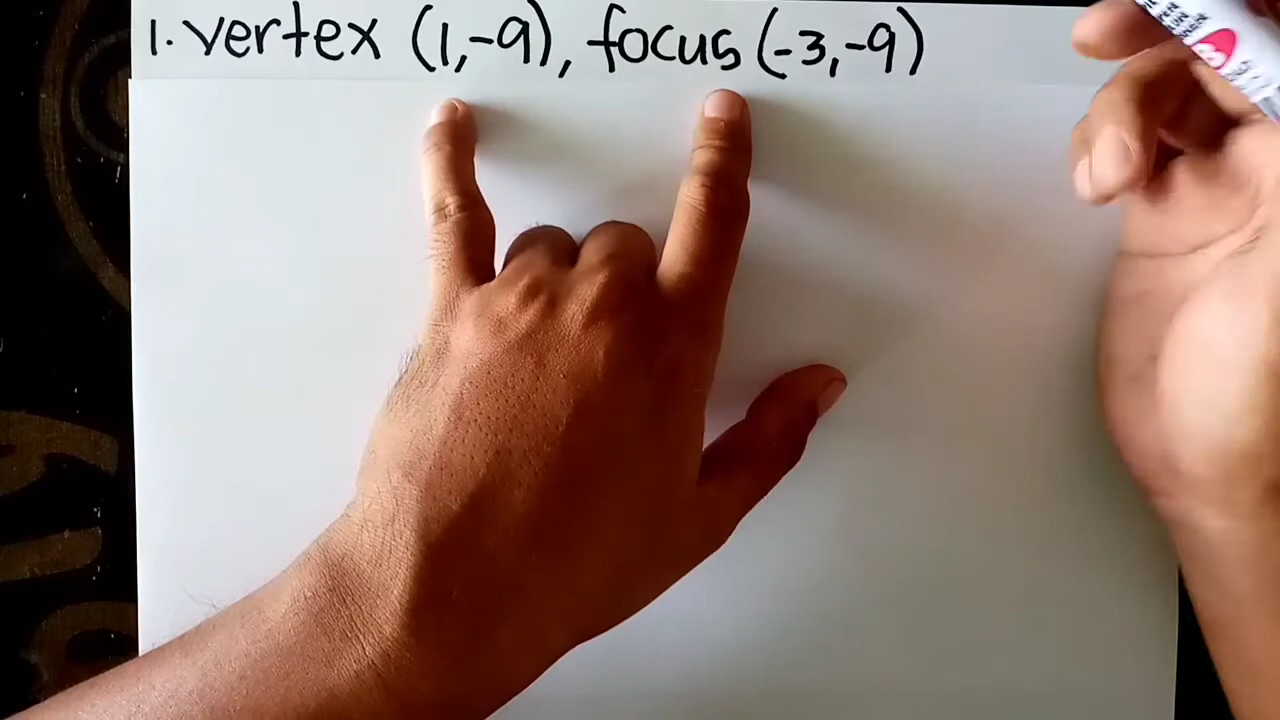 1. vertex (1,-9), focus (-3,-9)